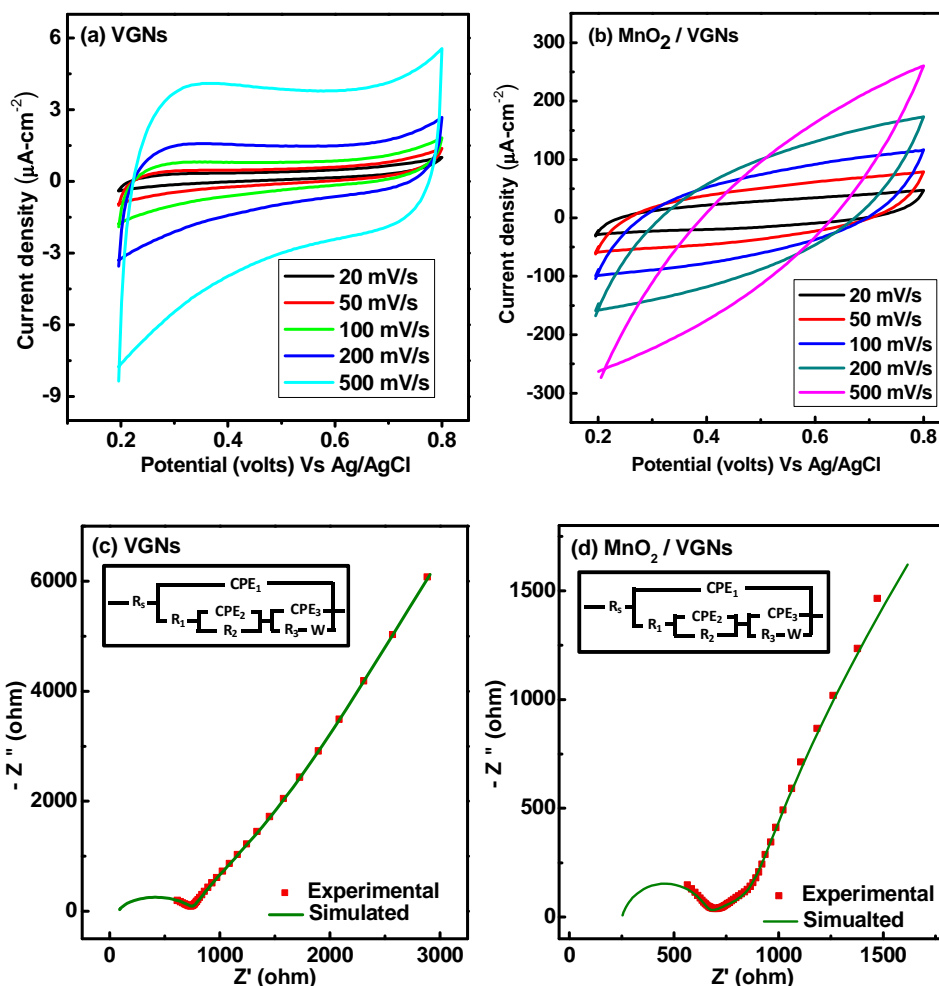 (a) VGNs
Current density (µA-cm-2)
6
3
0
-3
-6
-9
20 mV/s
50 mV/s
100 mV/s
200 mV/s
500 mV/s
0.2 0.4 0.6 0.8
Potential (volts) Vs Ag/AgCl
(b) MnO2 / VGNs
Current density (µA-cm-2)
300
200
100
0
-100
-200
-300
20 mV/s
50 mV/s
100 mV/s
200 mV/s
500 mV/s
0.2 0.4 0.6 0.8
Potential (volts) Vs Ag/AgCl
(c) VGNs
CPE1
Rs
CPE2 CPE3
R1
R2 R3 W
- Z " (ohm)
6000
4000
2000
0
Experimental
Simulated
0 1000 2000 3000
Z' (ohm)
(d) MnO2 / VGNs
CPE1
Rs
CPE2 CPE3
R1
R2 R3 W
- Z " (ohm)
1500
1000
500
0
Experimental
Simualted
0 500 1000 1500
Z' (ohm)